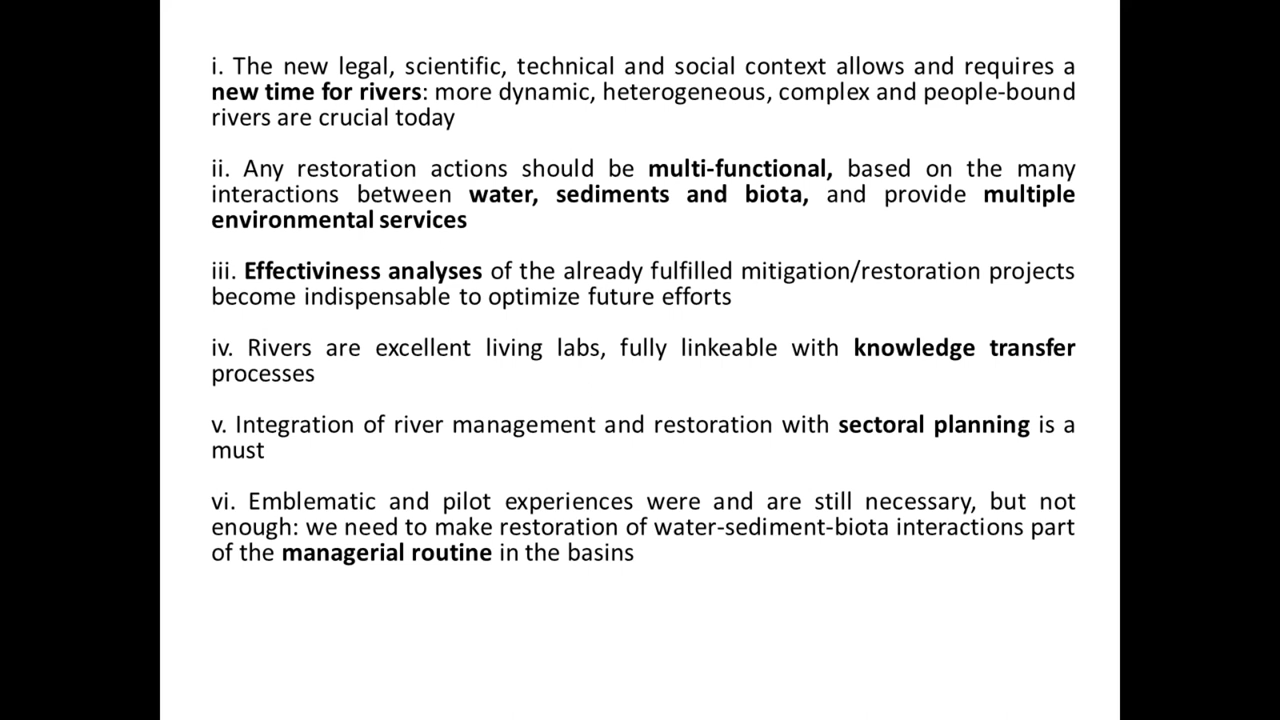 i. The new legal, scientific, technical and social context allows and requires a
new time for rivers: more dynamic, heterogeneous, complex and people-bound
rivers are crucial today
ii. Any restoration actions should be multi-functional, based on the many
interactions between water, sediments and biota, and provide multiple
environmental services
iii. Effectiviness analyses of the already fulfilled mitigation/restoration projects
become indispensable to optimize future efforts
iv. Rivers are excellent living labs, fully linkeable with knowledge transfer
processes
v. Integration of river management and restoration with sectoral planning is a
must
vi. Emblematic and pilot experiences were and are still necessary, but not
enough: we need to make restoration of water-sediment-biota interactions part
of the managerial routine in the basins